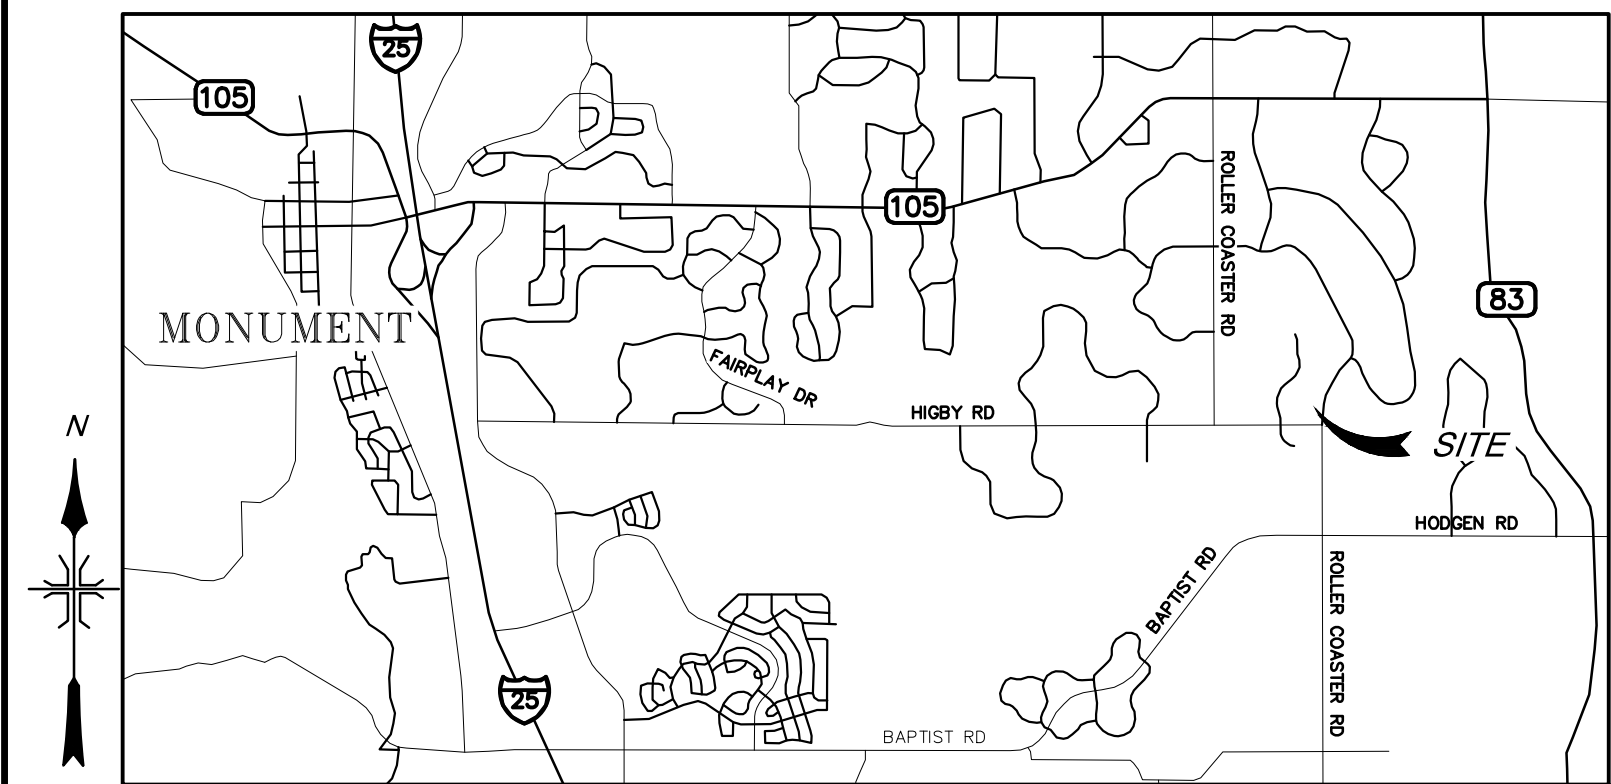 25
105
ROLLER COASTER RD
105
83
MONUMENT
FAIRPLAY DR
HIGBY RD
N
SITE
HODGEN RD
BAPTIST RD
ROLLER COASTER RD
25
BAPTIST RD